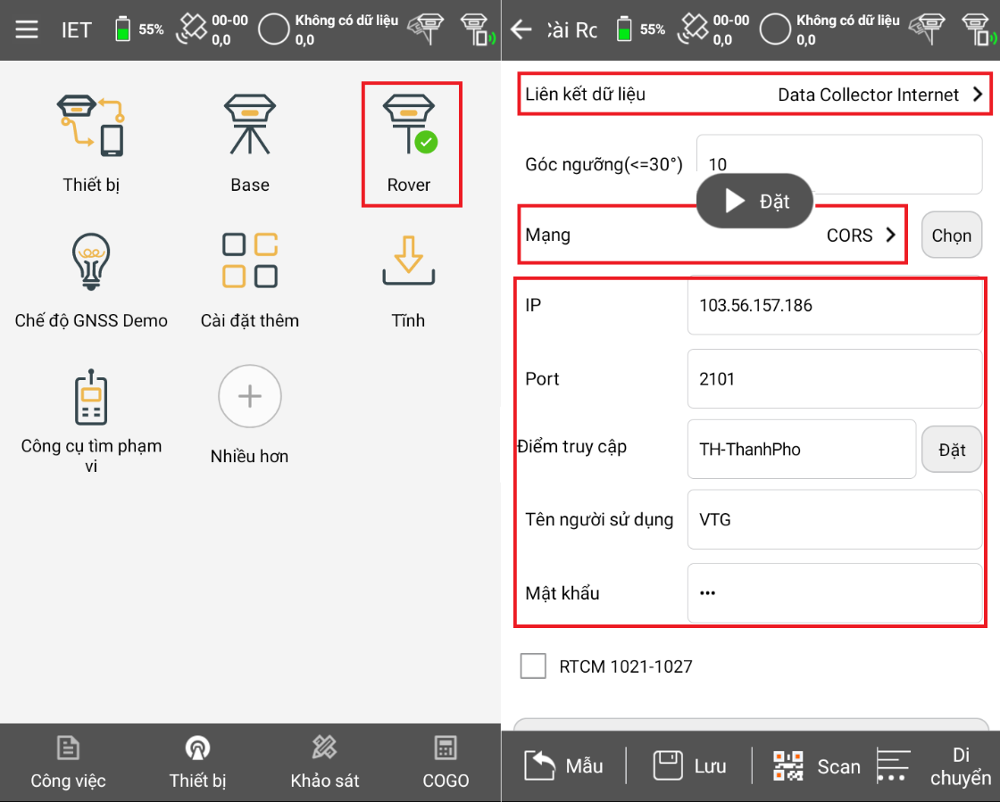 IET
55%
00-00
0,0
Không có dữ liệu
0,0
Thiết bị
Base
Rover
Chế độ GNSS Demo
Cài đặt thêm
Tĩnh
Công cụ tìm phạm
vi
Nhiều hơn
Công việc
Thiết bị
Khảo sát
COGO
55%
00-00
0,0
Không có dữ liệu
0,0
Liên kết dữ liệu
Data Collector Internet
Góc ngưỡng(<=30°)
10
Đặt
Mạng
CORS
Chọn
IP
103.56.157.186
Port
2101
Điểm truy cập
TH-ThanhPho
Đặt
Tên người sử dụng
VTG
Mật khẩu
•••
RTCM 1021-1027
Mẫu
Lưu
Scan
Di
chuyển